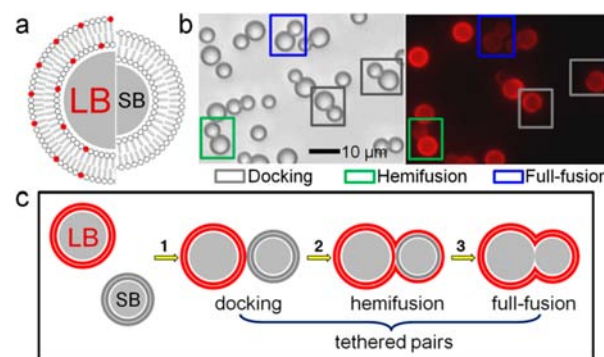 a
LB
SB
b
10 µm
Docking
Hemifusion
Full-fusion
c
LB
SB
1
2
3
docking
hemifusion
full-fusion
tethered pairs